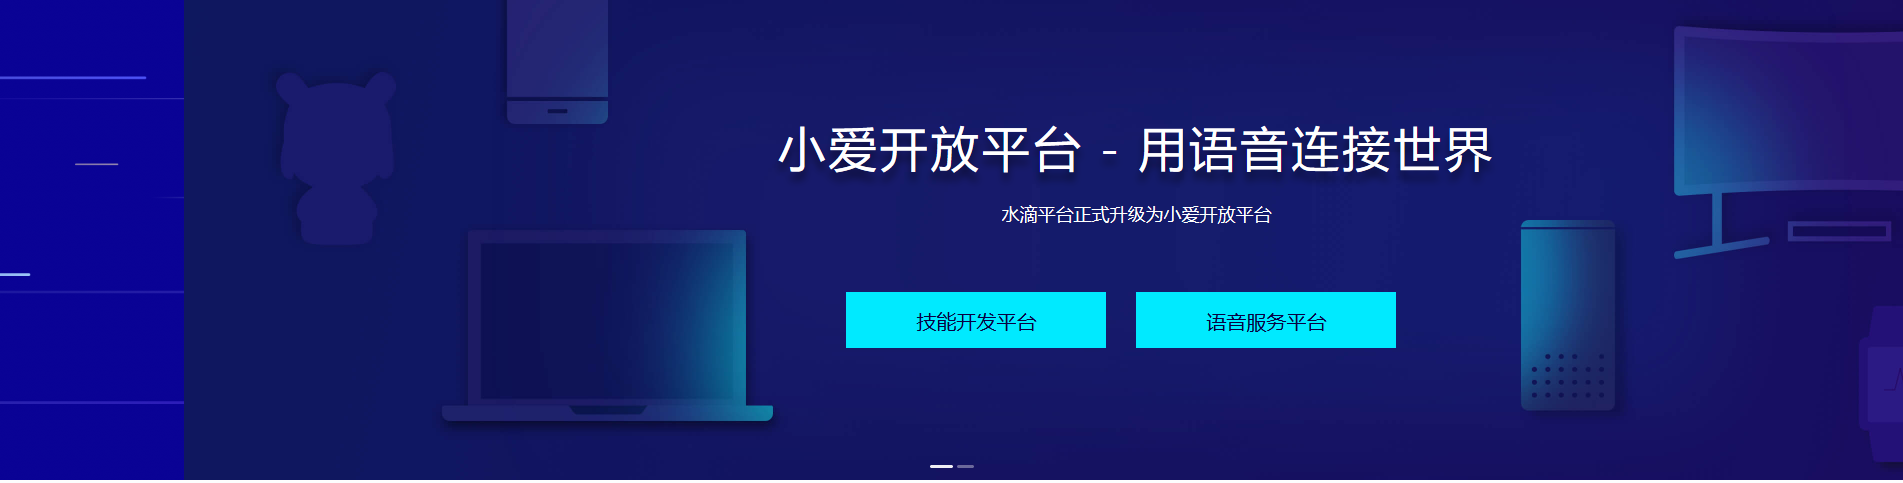 小爱开放平台 - 用语音连接世界
水滴平台正式升级为小爱开放平台
技能开发平台
语音服务平台